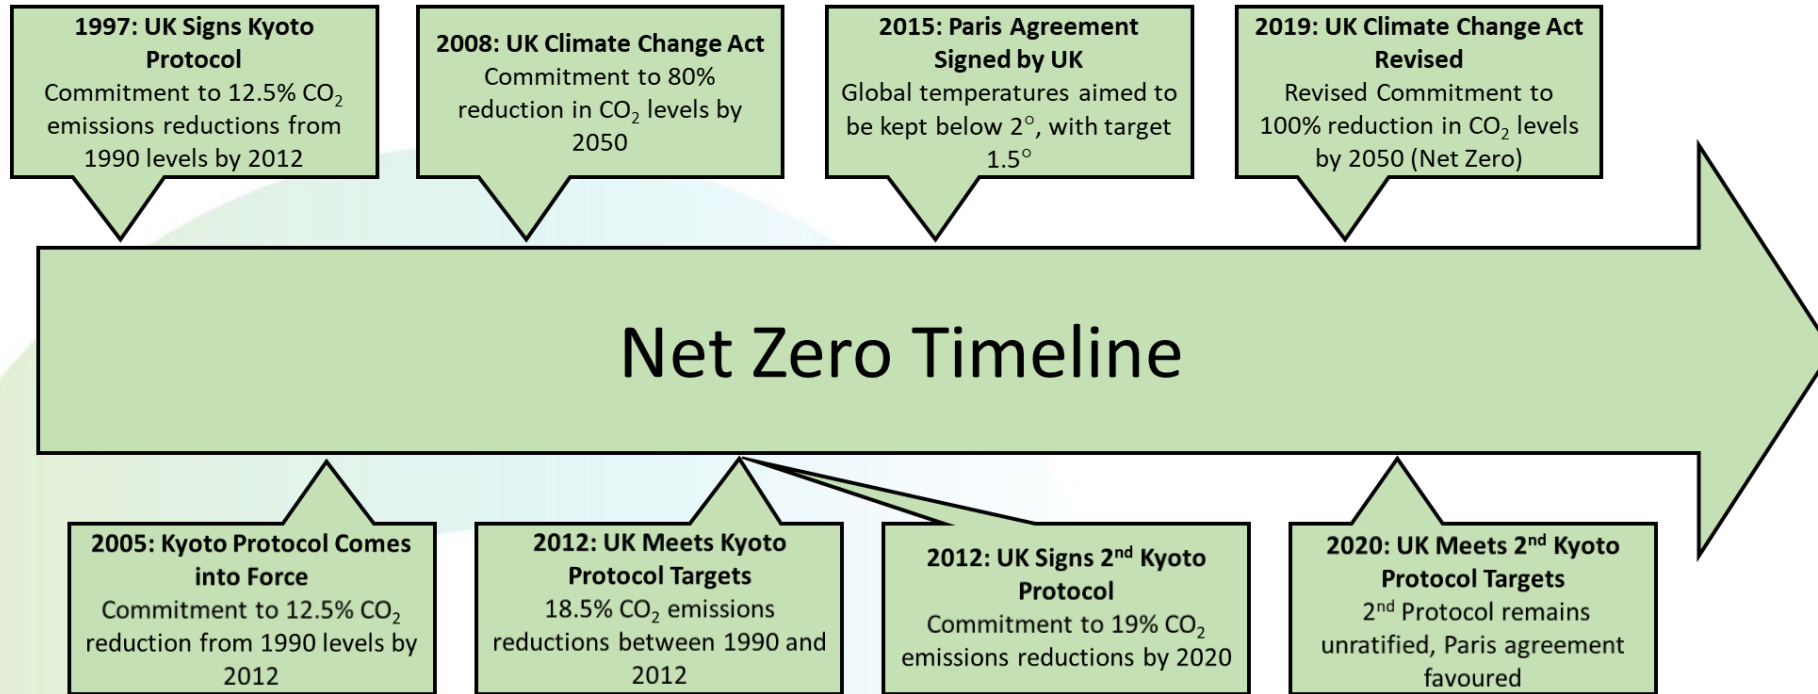 1997: UK Signs Kyoto
Protocol
Commitment to 12.5% CO₂
emissions reductions from
1990 levels by 2012
2008: UK Climate Change Act
Commitment to 80%
reduction in CO₂ levels by
2050
2015: Paris Agreement
Signed by UK
Global temperatures aimed to
be kept below 2°, with target
1.5°
2019: UK Climate Change Act
Revised
Revised Commitment to
100% reduction in CO₂ levels
by 2050 (Net Zero)
Net Zero Timeline
2005: Kyoto Protocol Comes
into Force
Commitment to 12.5% CO₂
reduction from 1990 levels by
2012
2012: UK Meets Kyoto
Protocol Targets
18.5% CO₂ emissions
reductions between 1990 and
2012
2012: UK Signs 2ⁿᵈ Kyoto
Protocol
Commitment to 19% CO₂
emissions reductions by 2020
2020: UK Meets 2ⁿᵈ Kyoto
Protocol Targets
2ⁿᵈ Protocol remains
unratified, Paris agreement
favoured